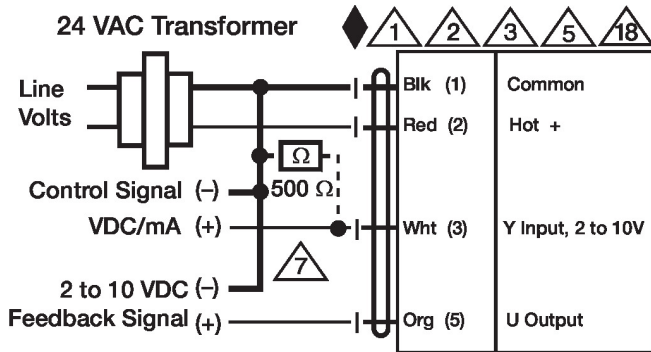 24 VAC Transformer
1 2 3 5 18
Line
Volts
Blk (1) Common
Red (2) Hot +
Ω
500 Ω
Control Signal (–)
VDC/mA (+)
Wht (3) Y Input, 2 to 10V
7
2 to 10 VDC (–)
Feedback Signal (+)
Org (5) U Output